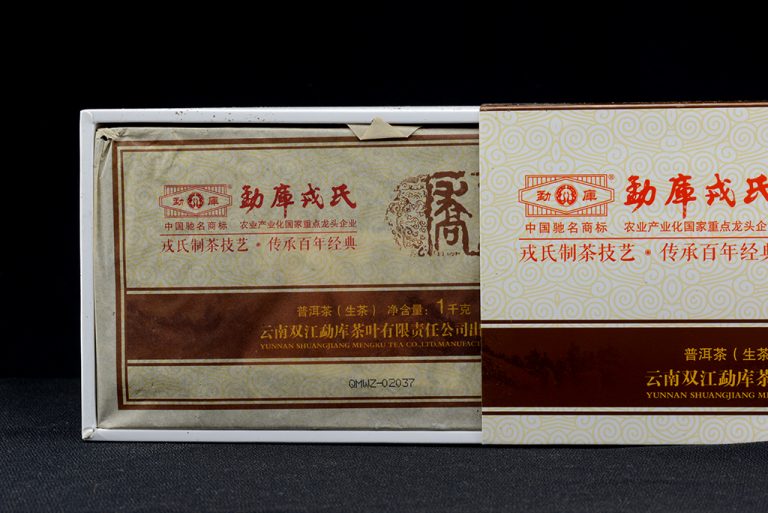 勐庫
®
勐庫戎氏
中国驰名商标
农业产业化国家重点龙头企业
戎氏制茶技艺•传承百年经典
普洱茶(生茶) 净含量:1千克
云南双江勐库茶叶有限责任公司出
YUNNAN SHUANGJIANG MENGKU TEA CO.,LTD.MANUFAC
QMWZ-02037
勐庫
®
勐庫戎氏
中国驰名商标
农业产业化国家重点龙头企
戎氏制茶技艺•传承百年经典
普洱茶(生茶
云南双江勐库茶
YUNNAN SHUANGJIANG ME